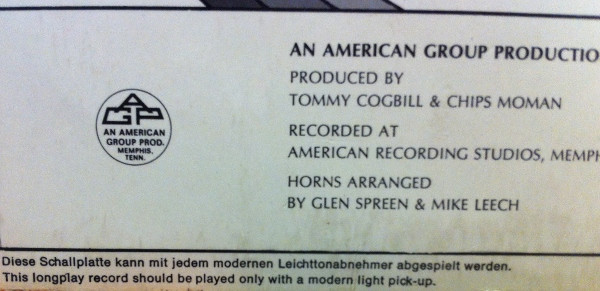 AN AMERICAN GROUP PRODUCTIO
PRODUCED BY
TOMMY COGBILL & CHIPS MOMAN
RECORDED AT
AMERICAN RECORDING STUDIOS, MEMPH
HORNS ARRANGED
BY GLEN SPREEN & MIKE LEECH
AGP
AN AMERICAN
GROUP PROD.
MEMPHIS,
TENN.
Diese Schallplatte kann mit jedem modernen Leichttonabnehmer abgespielt werden.
This longplay record should be played only with a modern light pick-up.